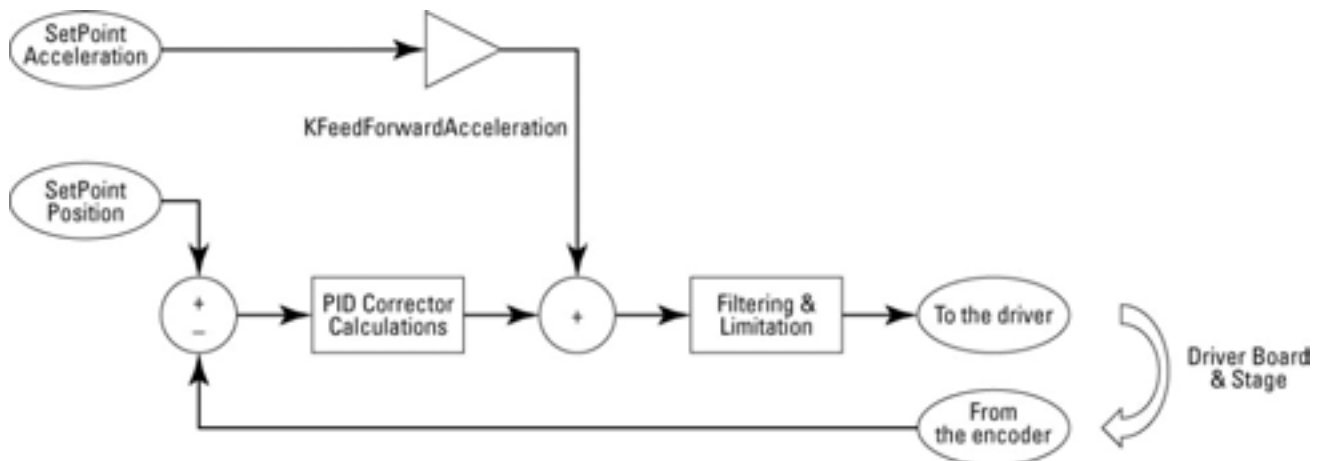 SetPoint
Acceleration
KFeedForwardAcceleration
SetPoint
Position
+
–
PID Corrector
Calculations
+
Filtering &
Limitation
To the driver
Driver Board
& Stage
From
the encoder